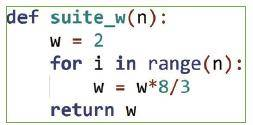 def suite_w(n):
    w = 2
    for i in range(n):
        w = w*8/3
    return w